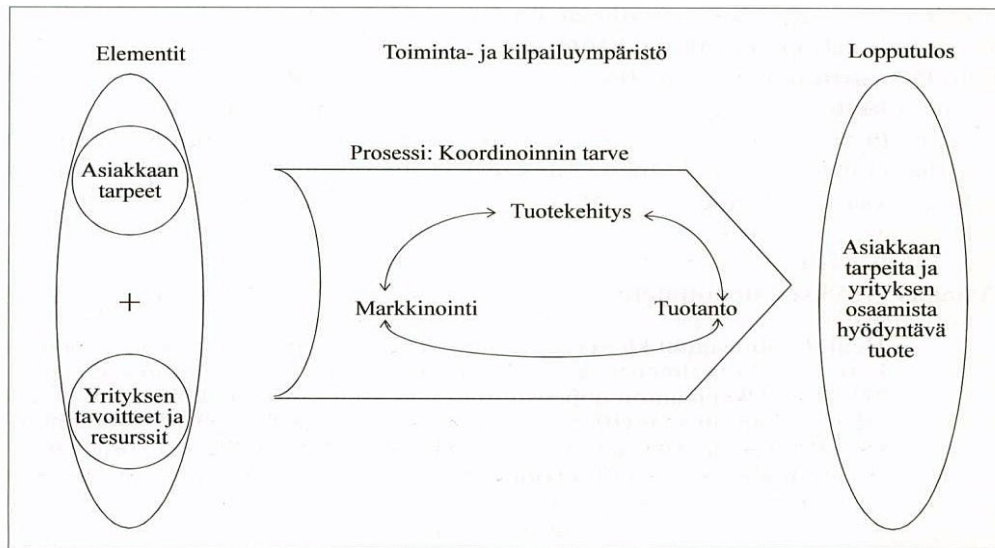 Elementit
Toiminta- ja kilpailuympäristö
Lopputulos
Asiakkaan
tarpeet
+
Yrityksen
tavoitteet ja
resurssit
Prosessi: Koordinoinnin tarve
Tuotekehitys
Markkinointi
Tuotanto
Asiakkaan
tarpeita ja
yrityksen
osaamista
hyödyntävä
tuote